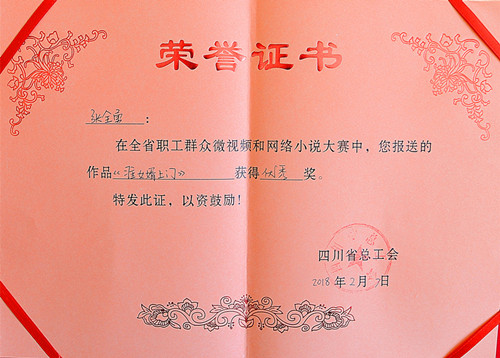 荣誉证书
张全勇：
在全省职工群众微视频和网络小说大赛中，您报送的
作品《准女婿上门》获得优秀奖。
特发此证，以资鼓励！
四川省总工会
2018年2月7日